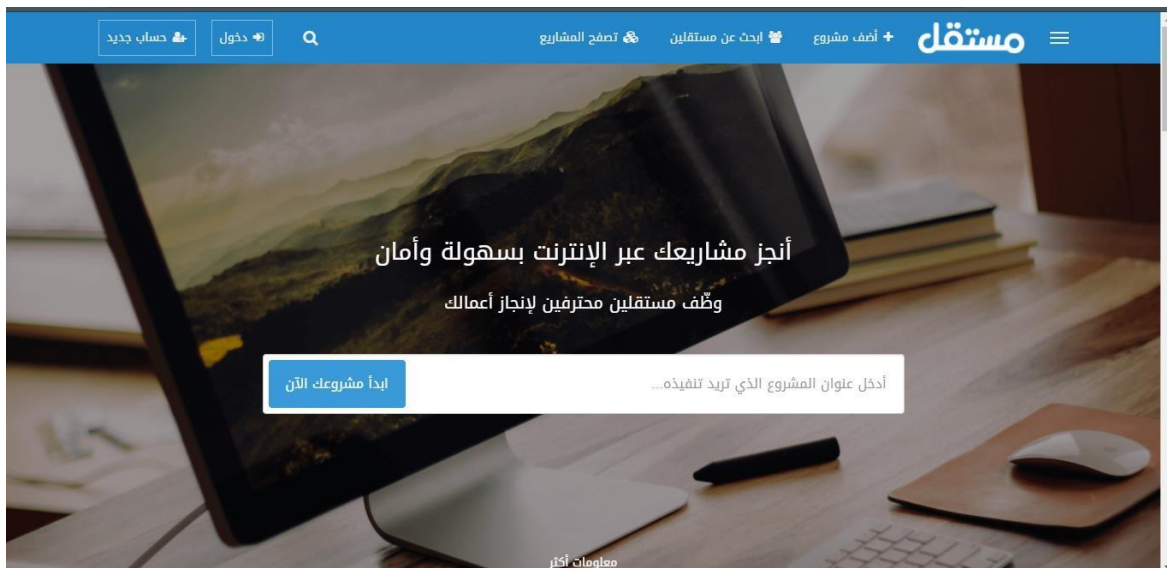 مستقل
أضف مشروع
ابحث عن مستقلين
تصفح المشاريع
دخول
حساب جديد
أنجز مشاريعك عبر الإنترنت بسهولة وأمان
وظّف مستقلين محترفين لإنجاز أعمالك
أدخل عنوان المشروع الذي تريد تنفيذه...
ابدأ مشروعك الآن
معلومات أكثر